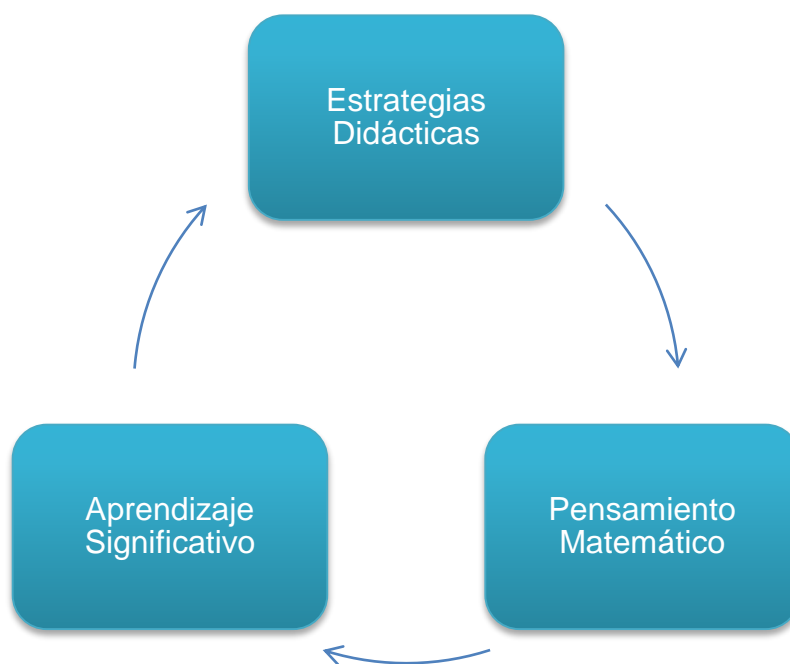 Estrategias
Didácticas
Aprendizaje
Significativo
Pensamiento
Matemático